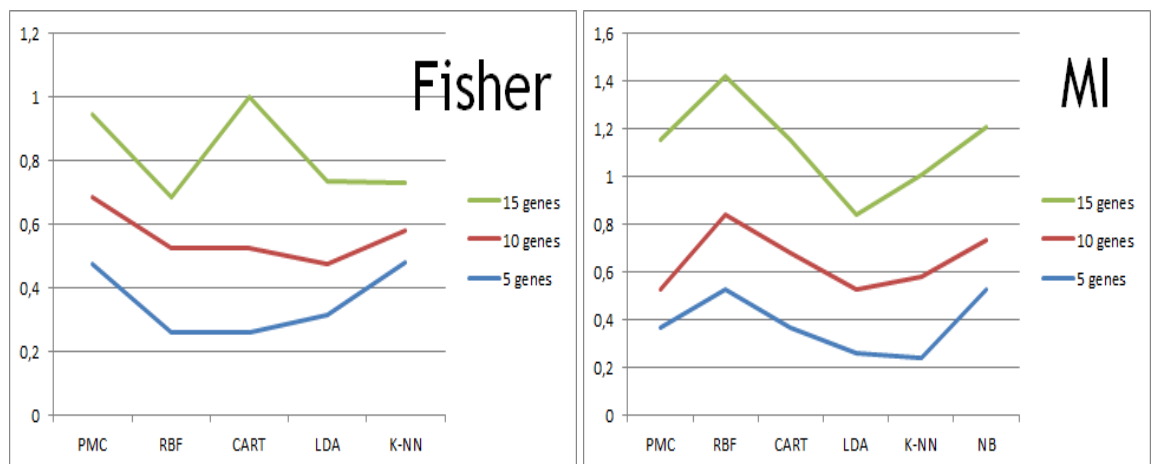 Fisher
1,2
1
0,8
0,6
0,4
0,2
0
PMC RBF CART LDA K-NN
15 genes
10 genes
5 genes
MI
1,6
1,4
1,2
1
0,8
0,6
0,4
0,2
0
PMC RBF CART LDA K-NN NB
15 genes
10 genes
5 genes